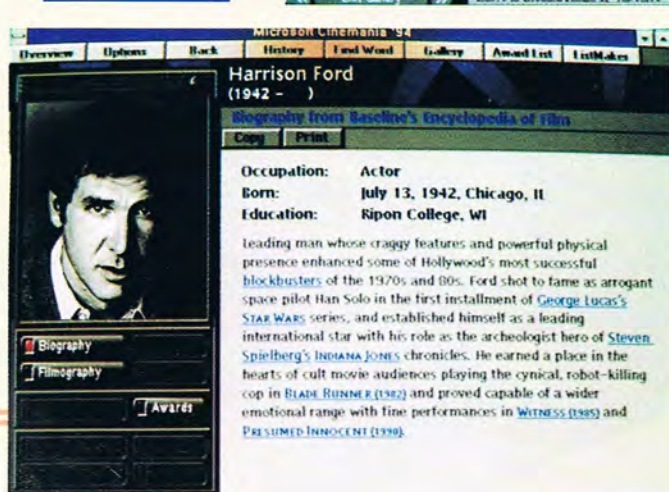 Microsoft Cinemania '94
Overview Options Back History Find Word Gallery Award List ListMaker
Harrison Ford
(1942 – )
Biography from Baseline's Encyclopedia of Film
Copy Print
Occupation: Actor
Born: July 13, 1942, Chicago, IL
Education: Ripon College, WI
Leading man whose craggy features and powerful physical
presence enhanced some of Hollywood's most successful
blockbusters of the 1970s and 80s. Ford shot to fame as arrogant
space pilot Han Solo in the first installment of George Lucas's
STAR WARS series, and established himself as a leading
international star with his role as the archeologist hero of Steven
Spielberg's INDIANA JONES chronicles. He earned a place in the
hearts of cult movie audiences playing the cynical, robot-killing
cop in BLADE RUNNER (1982) and proved capable of a wider
emotional range with fine performances in WITNESS (1985) and
PRESUMED INNOCENT (1990).
Biography
Filmography
Awards